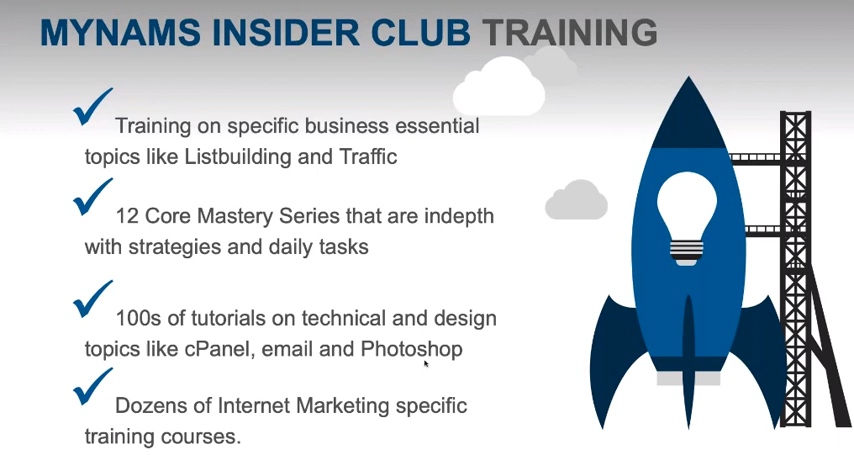 MYNAMS INSIDER CLUB TRAINING
Training on specific business essential
topics like Listbuilding and Traffic
12 Core Mastery Series that are indepth
with strategies and daily tasks
100s of tutorials on technical and design
topics like cPanel, email and Photoshop
Dozens of Internet Marketing specific
training courses.